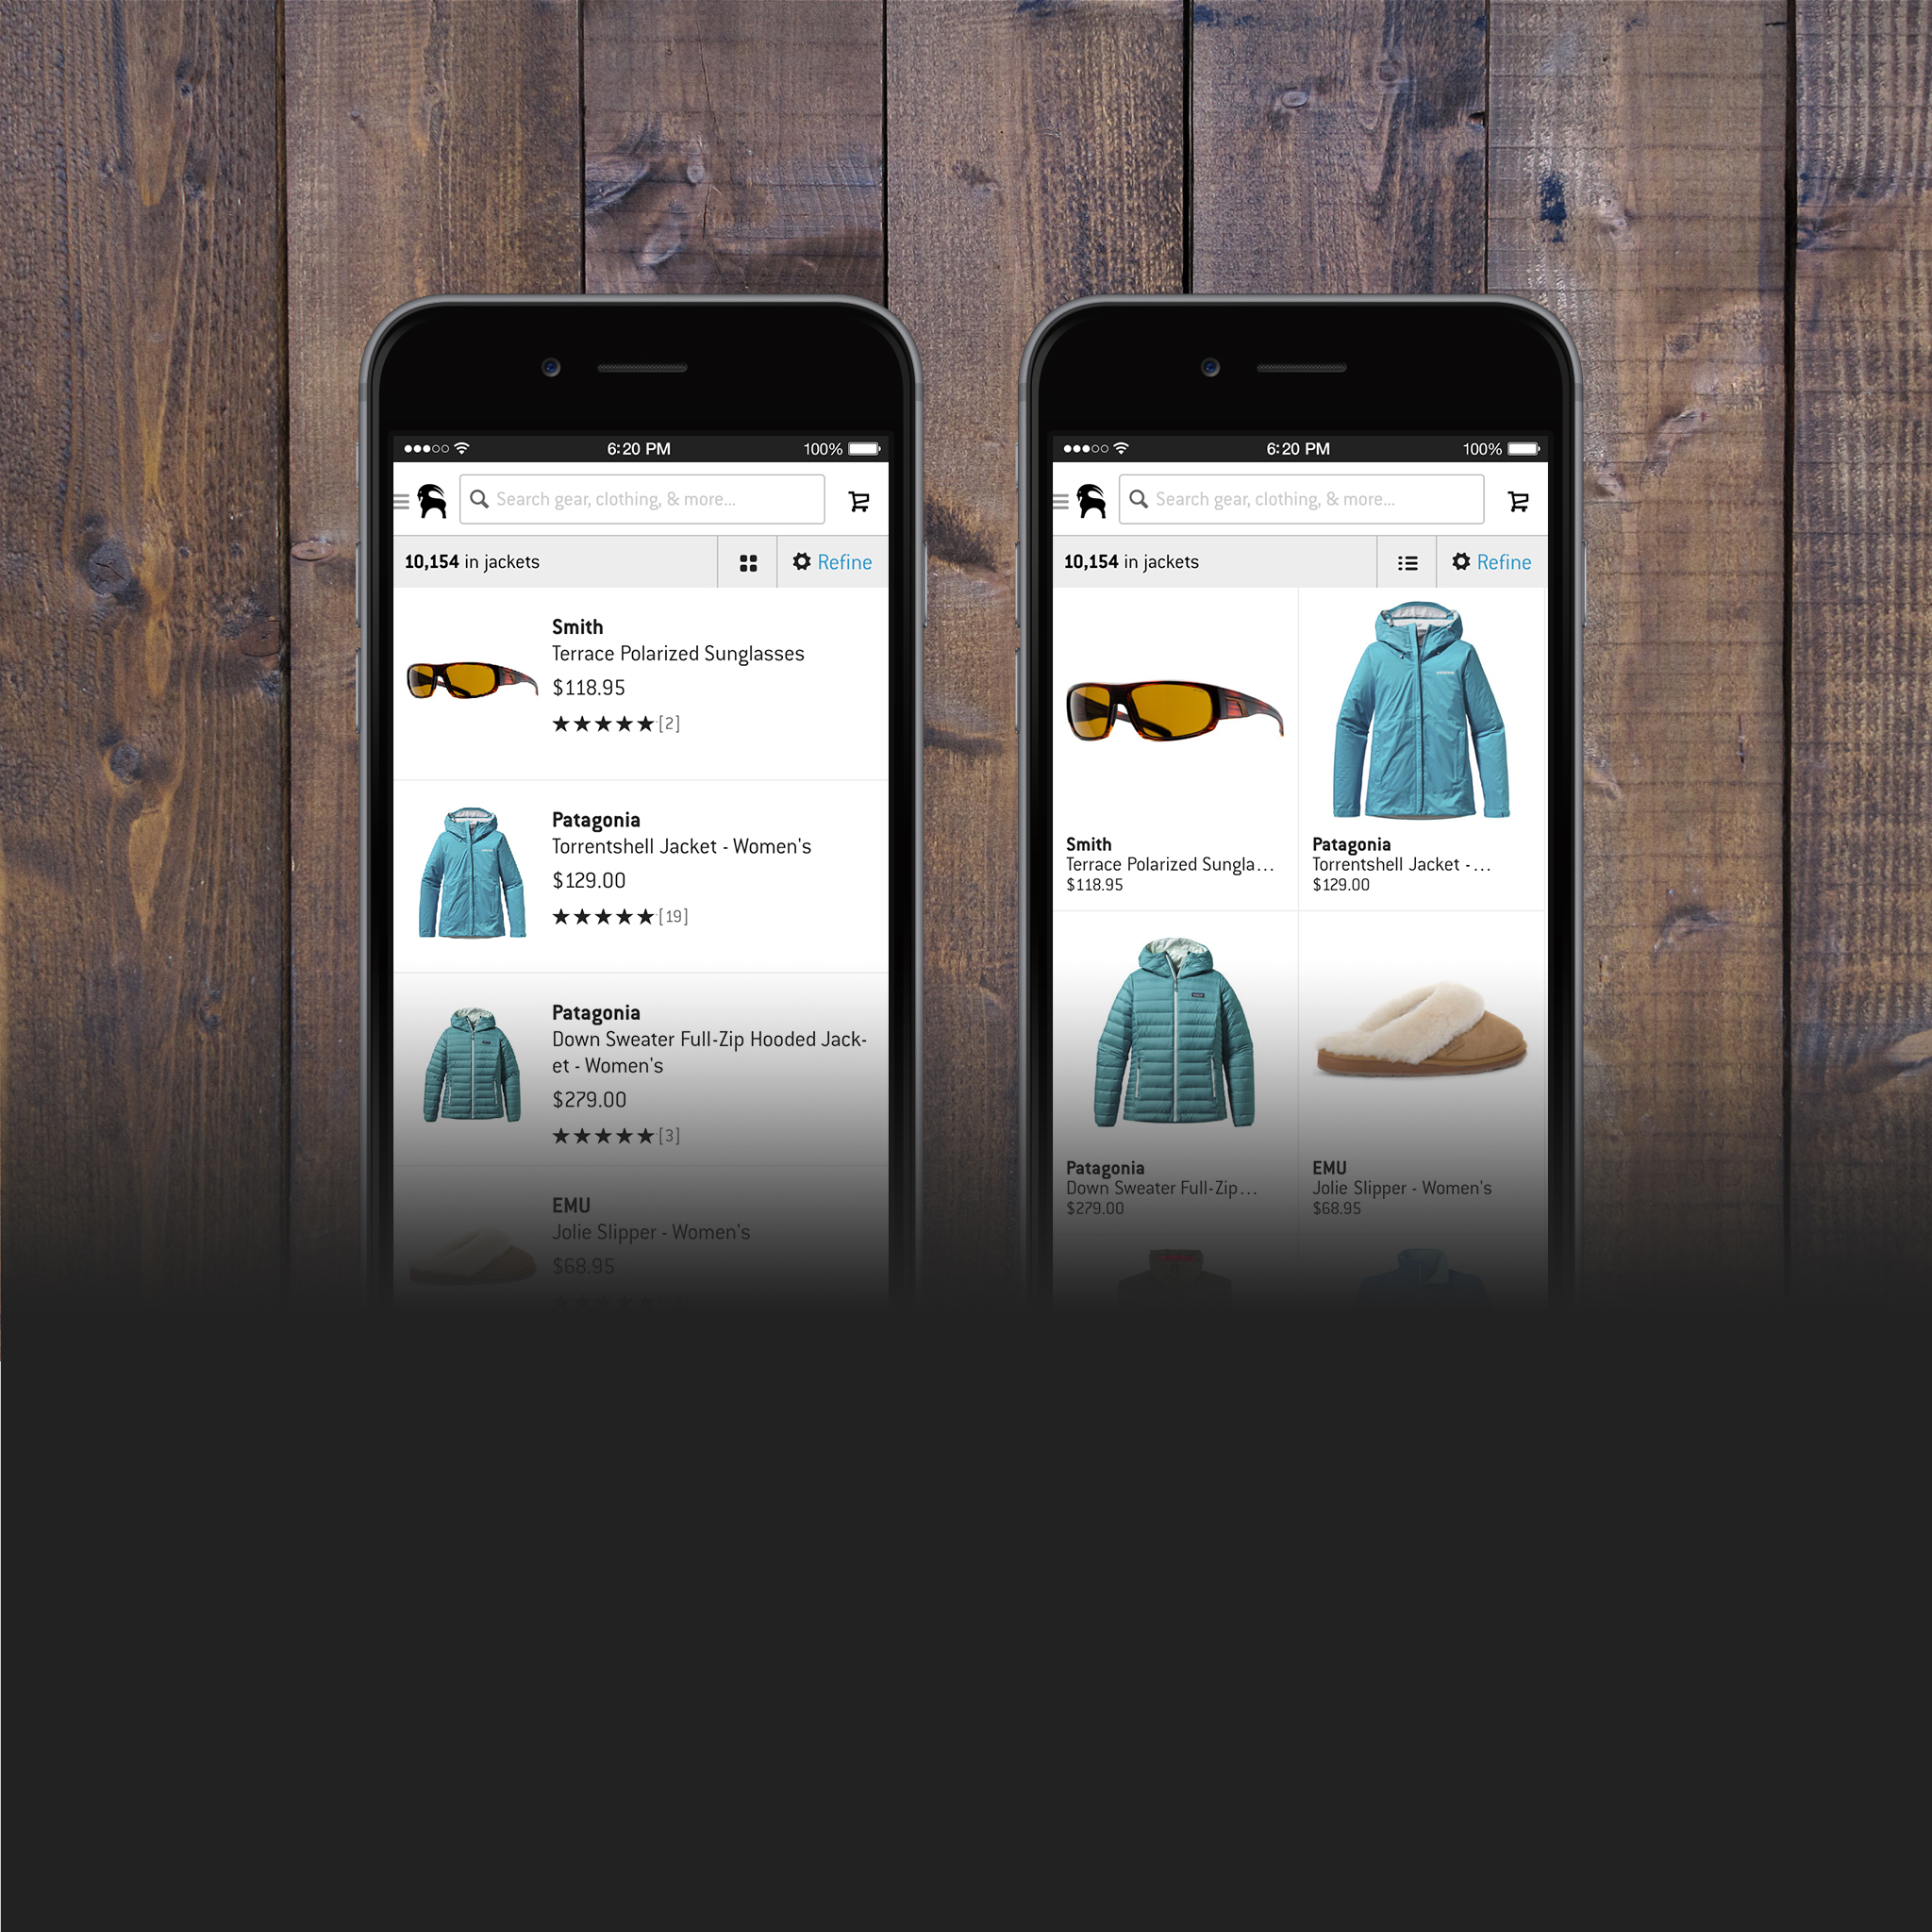 6:20 PM
100%
Search gear, clothing, & more...
10,154 in jackets
Refine
Smith
Terrace Polarized Sunglasses
$118.95
[2]
Patagonia
Torrentshell Jacket - Women's
$129.00
[19]
Patagonia
Down Sweater Full-Zip Hooded Jack-
et - Women's
$279.00
[3]
EMU
Jolie Slipper - Women's
$68.95
6:20 PM
100%
Search gear, clothing, & more...
10,154 in jackets
Refine
Smith
Terrace Polarized Sungla...
$118.95
Patagonia
Torrentshell Jacket - ...
$129.00
Patagonia
Down Sweater Full-Zip...
$279.00
EMU
Jolie Slipper - Women's
$68.95